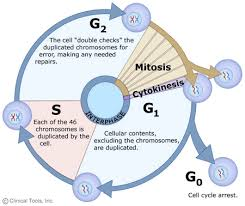 G2
The cell "double checks" the
duplicated chromosomes for
error, making any needed
repairs.
Mitosis
Cytokinesis
INTERPHASE
S
Each of the 46
chromosomes is
duplicated by the
cell.
G1
Cellular contents,
excluding the chromosomes,
are duplicated.
G0
Cell cycle arrest.
© Clinical Tools, Inc.